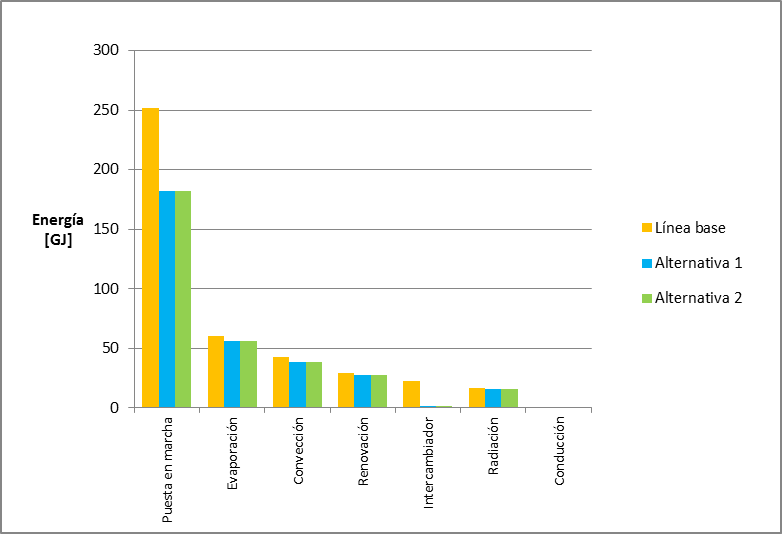 300
250
200
150
100
50
0
Energía
[GJ]
Puesta en marcha
Evaporación
Convección
Renovación
Intercambiador
Radiación
Conducción
Línea base
Alternativa 1
Alternativa 2